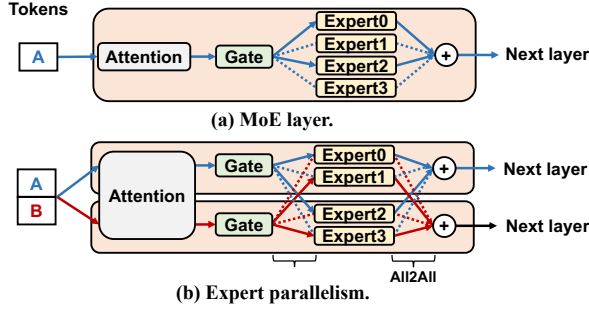 Tokens
A
Attention
Gate
Expert0
Expert1
Expert2
Expert3
+
Next layer
(a) MoE layer.
A
B
Attention
Gate
Gate
Expert0
Expert1
Expert2
Expert3
+
+
Next layer
Next layer
All2All
(b) Expert parallelism.